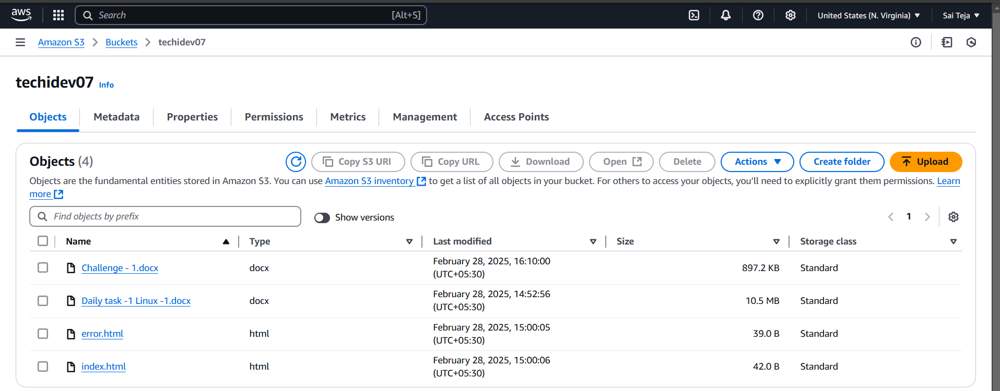 aws Search [Alt+S] United States (N. Virginia) Sai Teja
Amazon S3 Buckets techidev07
techidev07 Info
Objects Metadata Properties Permissions Metrics Management Access Points
Objects (4) Copy S3 URI Copy URL Download Open Delete Actions Create folder Upload
Objects are the fundamental entities stored in Amazon S3. You can use Amazon S3 inventory to get a list of all objects in your bucket. For others to access your objects, you’ll need to explicitly grant them permissions. Learn
more
Find objects by prefix Show versions 1
Name Type Last modified Size Storage class
Challenge - 1.docx docx February 28, 2025, 16:10:00 (UTC+05:30) 897.2 KB Standard
Daily task -1 Linux -1.docx docx February 28, 2025, 14:52:56 (UTC+05:30) 10.5 MB Standard
error.html html February 28, 2025, 15:00:05 (UTC+05:30) 39.0 B Standard
index.html html February 28, 2025, 15:00:06 (UTC+05:30) 42.0 B Standard